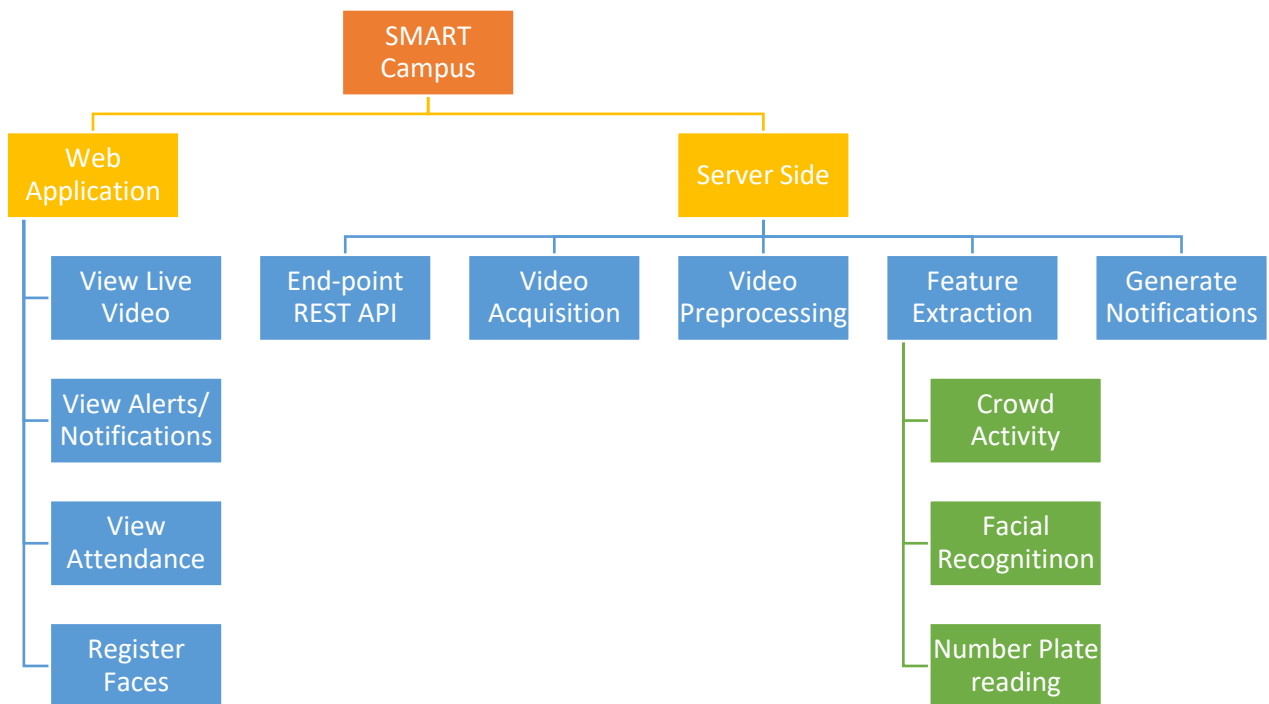 SMART
Campus
Web
Application
Server Side
View Live
Video
End-point
REST API
Video
Acquisition
Video
Preprocessing
Feature
Extraction
Generate
Notifications
View Alerts/
Notifications
Crowd
Activity
View
Attendance
Facial
Recognitinon
Register
Faces
Number Plate
reading